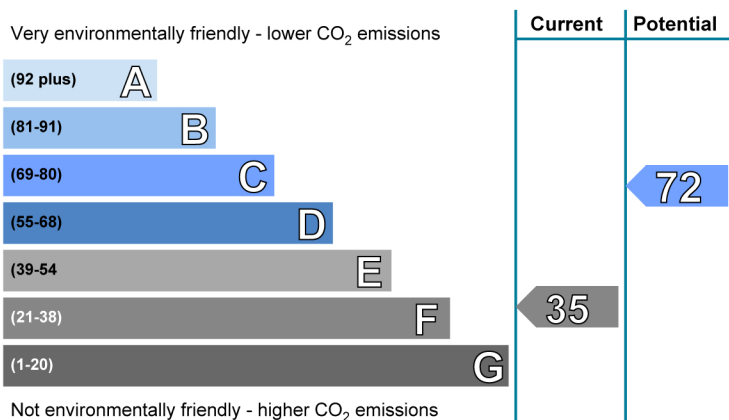 Current Potential
Very environmentally friendly - lower CO2 emissions
(92 plus) A
(81-91) B
(69-80) C
72
(55-68) D
(39-54 E
(21-38) F
35
(1-20) G
Not environmentally friendly - higher CO2 emissions